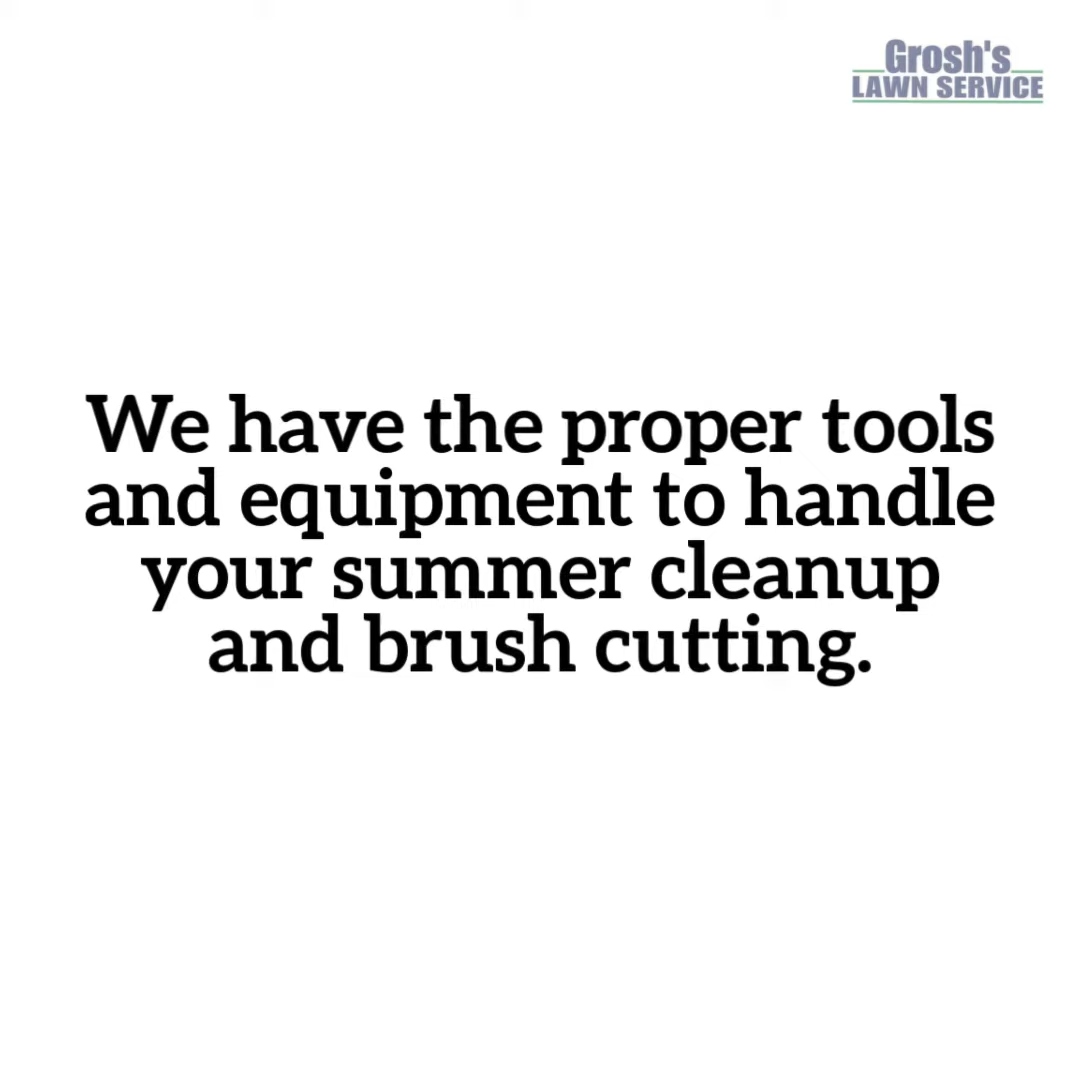 Grosh's
LAWN SERVICE
We have the proper tools
and equipment to handle
your summer cleanup
and brush cutting.